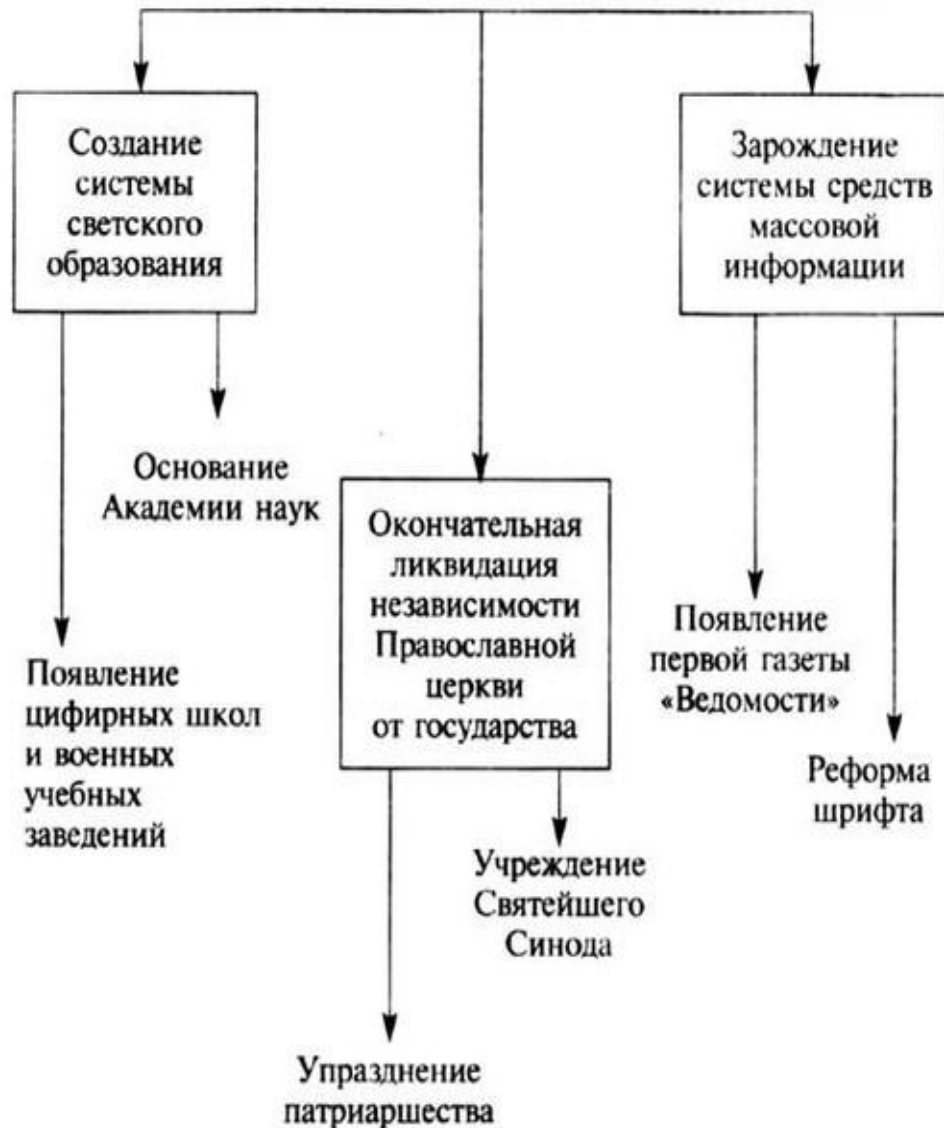 Создание
системы
светского
образования
Зарождение
системы средств
массовой
информации
Основание
Академии наук
Окончательная
ликвидация
независимости
Православной
церкви
от государства
Появление
цифирных школ
и военных
учебных
заведений
Появление
первой газеты
«Ведомости»
Реформа
шрифта
Учреждение
Святейшего
Синода
Упразднение
патриаршества